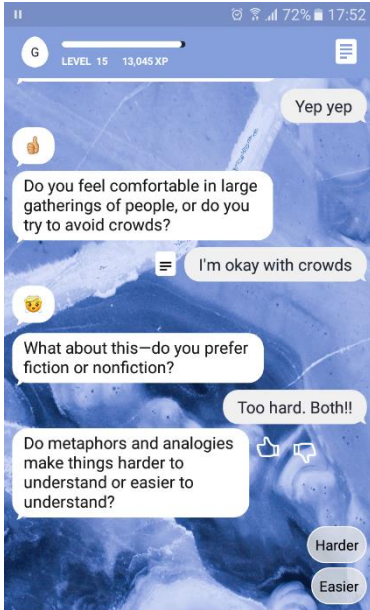 72% 17:52
G
LEVEL 15 13,045 XP
Yep yep
Do you feel comfortable in large
gatherings of people, or do you
try to avoid crowds?
I'm okay with crowds
What about this—do you prefer
fiction or nonfiction?
Too hard. Both!!
Do metaphors and analogies
make things harder to
understand or easier to
understand?
Harder
Easier